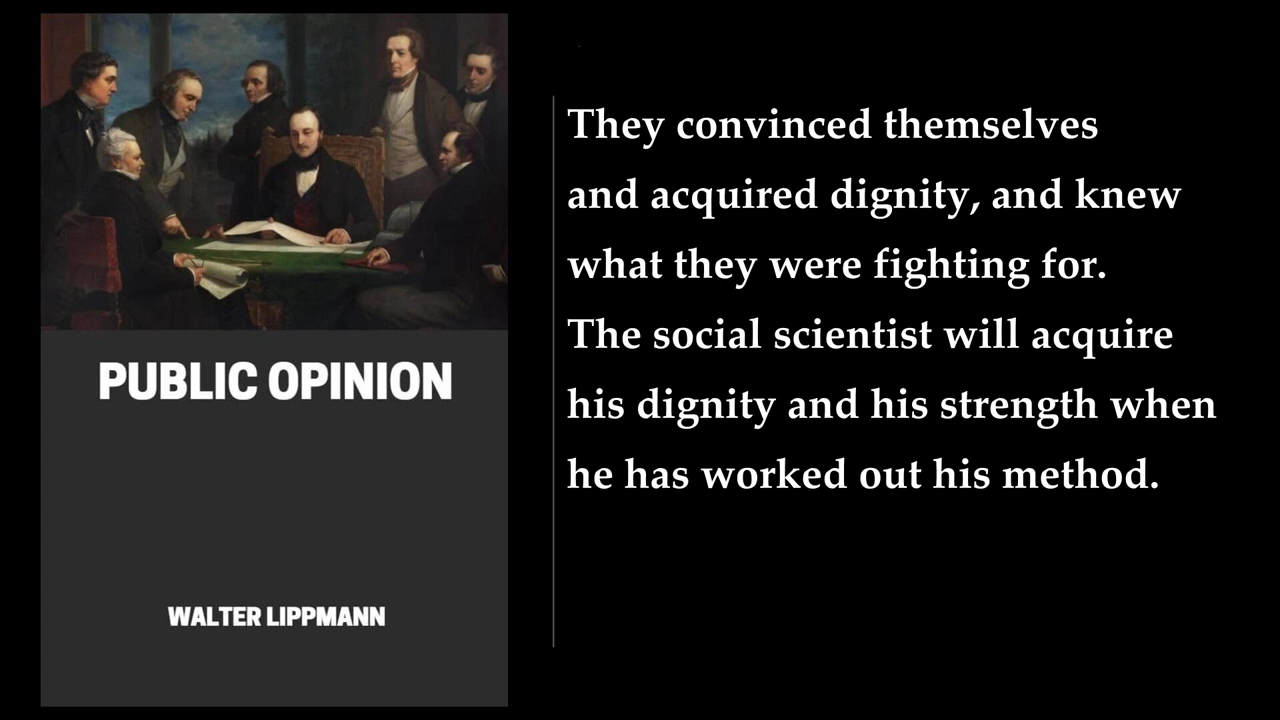 PUBLIC OPINION
WALTER LIPPMANN
They convinced themselves
and acquired dignity, and knew
what they were fighting for.
The social scientist will acquire
his dignity and his strength when
he has worked out his method.